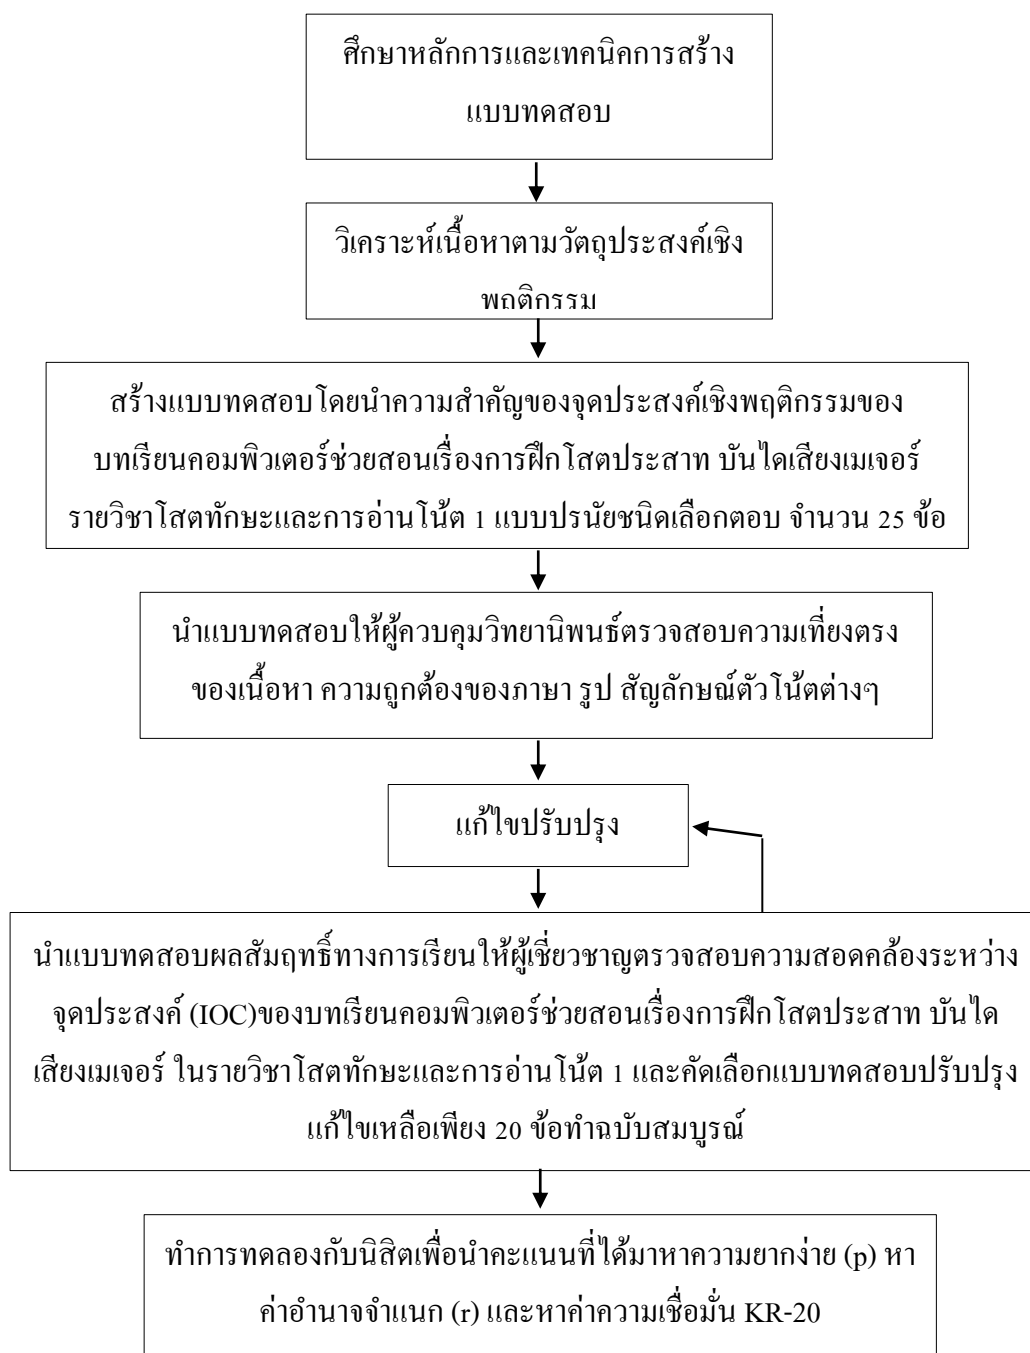 ศึกษาหลักการและเทคนิคการสร้าง
แบบทดสอบ
วิเคราะห์เนื้อหาตามวัตถุประสงค์เชิง
พฤติกรรม
สร้างแบบทดสอบโดยนำความสำคัญของจุดประสงค์เชิงพฤติกรรมของ
บทเรียนคอมพิวเตอร์ช่วยสอนเรื่องการฝึกโสตประสาท บันไดเสียงเมเจอร์
รายวิชาโสตทักษะและการอ่านโน้ต 1 แบบปรนัยชนิดเลือกตอบ จำนวน 25 ข้อ
นำแบบทดสอบให้ผู้ควบคุมวิทยานิพนธ์ตรวจสอบความเที่ยงตรง
ของเนื้อหา ความถูกต้องของภาษา รูป สัญลักษณ์ตัวโน้ตต่างๆ
แก้ไขปรับปรุง
นำแบบทดสอบผลสัมฤทธิ์ทางการเรียนให้ผู้เชี่ยวชาญตรวจสอบความสอดคล้องระหว่าง
จุดประสงค์ (IOC)ของบทเรียนคอมพิวเตอร์ช่วยสอนเรื่องการฝึกโสตประสาท บันได
เสียงเมเจอร์ ในรายวิชาโสตทักษะและการอ่านโน้ต 1 และคัดเลือกแบบทดสอบปรับปรุง
แก้ไขเหลือเพียง 20 ข้อทำฉบับสมบูรณ์
ทำการทดลองกับนิสิตเพื่อนำคะแนนที่ได้มาหาความยากง่าย (p) หา
ค่าอำนาจจำแนก (r) และหาค่าความเชื่อมั่น KR-20